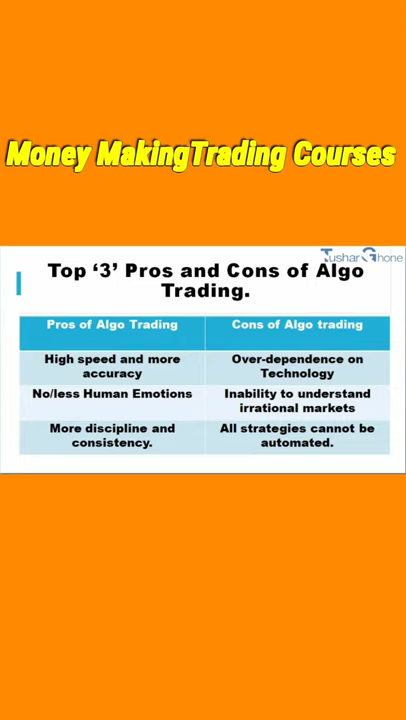 Money MakingTrading Courses
Tushar Ghone
Top ‘3’ Pros and Cons of Algo
Trading.
Pros of Algo Trading
Cons of Algo trading
High speed and more
accuracy
Over-dependence on
Technology
No/less Human Emotions
Inability to understand
irrational markets
More discipline and
consistency.
All strategies cannot be
automated.